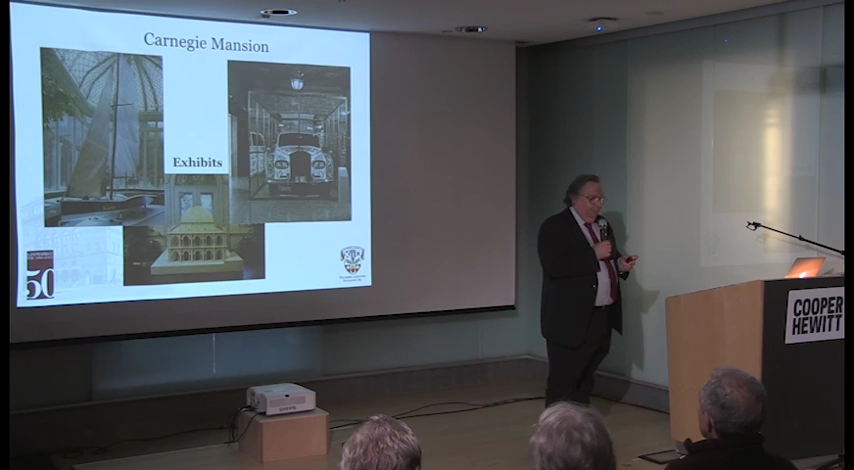 Carnegie Mansion
Exhibits
50
COOPER
HEWITT